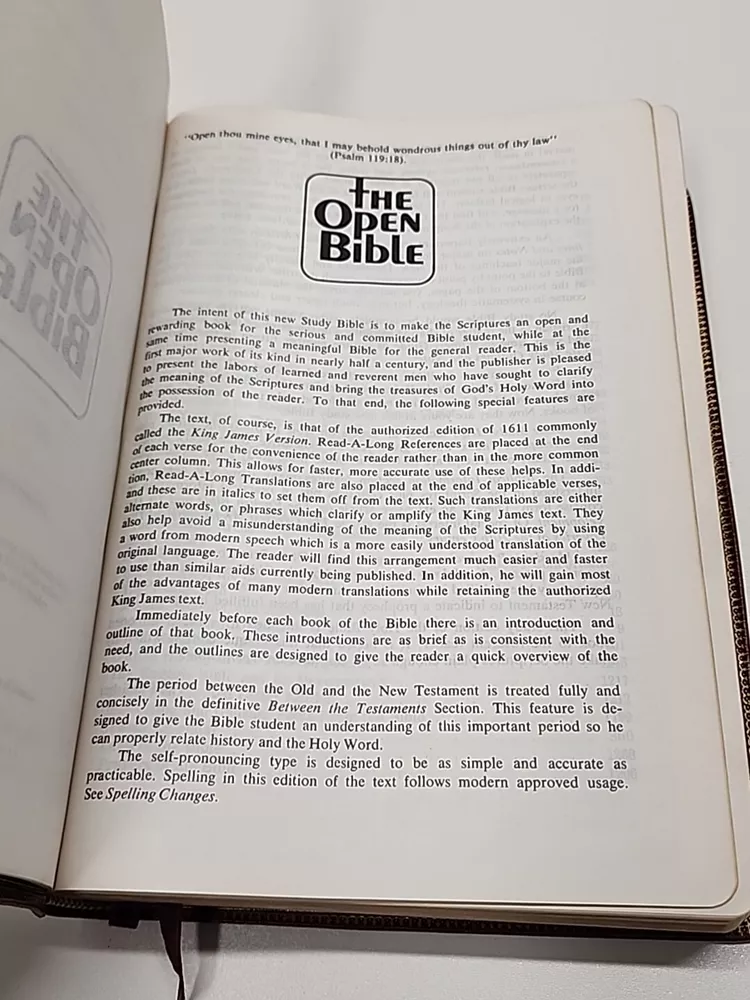 "Open thou mine eyes, that I may behold wondrous things out of thy law"
(Psalm 119:18).
THE
OPEN
BIBLE
The intent of this new Study Bible is to make the Scriptures an open and
rewarding book for the serious and committed Bible student, while at the
same time presenting a meaningful Bible for the general reader. This is the
first major work of its kind in nearly half a century, and the publisher is pleased
to present the labors of learned and reverent men who have sought to clarify
the meaning of the Scriptures and bring the treasures of God's Holy Word into
the possession of the reader. To that end, the following special features are
provided.
The text, of course, is that of the authorized edition of 1611 commonly
called the King James Version. Read-A-Long References are placed at the end
of each verse for the convenience of the reader rather than in the more common
center column. This allows for faster, more accurate use of these helps. In addi-
tion, Read-A-Long Translations are also placed at the end of applicable verses,
and these are in italics to set them off from the text. Such translations are either
alternate words, or phrases which clarify or amplify the King James text. They
also help avoid a misunderstanding of the meaning of the Scriptures by using
a word from modern speech which is a more easily understood translation of the
original language. The reader will find this arrangement much easier and faster
to use than similar aids currently being published. In addition, he will gain most
of the advantages of many modern translations while retaining the authorized
King James text.
Immediately before each book of the Bible there is an introduction and
outline of that book. These introductions are as brief as is consistent with the
need, and the outlines are designed to give the reader a quick overview of the
book.
The period between the Old and the New Testament is treated fully and
concisely in the definitive Between the Testaments Section. This feature is de-
signed to give the Bible student an understanding of this important period so he
can properly relate history and the Holy Word.
The self-pronouncing type is designed to be as simple and accurate as
practicable. Spelling in this edition of the text follows modern approved usage.
See Spelling Changes.